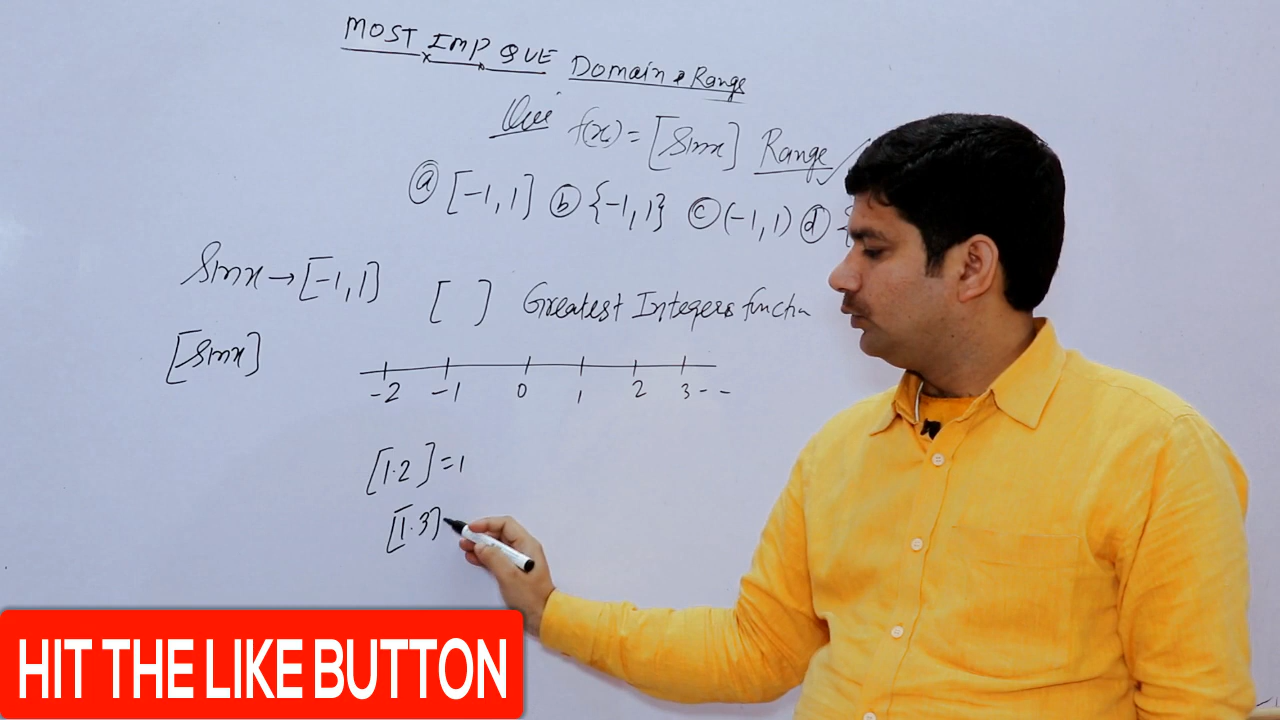 MOST IMP QUE Domain & Range
Que f(x) = [Sinx] Range
(a) [-1, 1] (b) {-1, 1} (c) (-1, 1) (d) {
Sinx → [-1, 1]
[ ] Greatest Integers functin
[Sinx]
-2 -1 0 1 2 3 - -
[1.2] = 1
[1.3]
HIT THE LIKE BUTTON